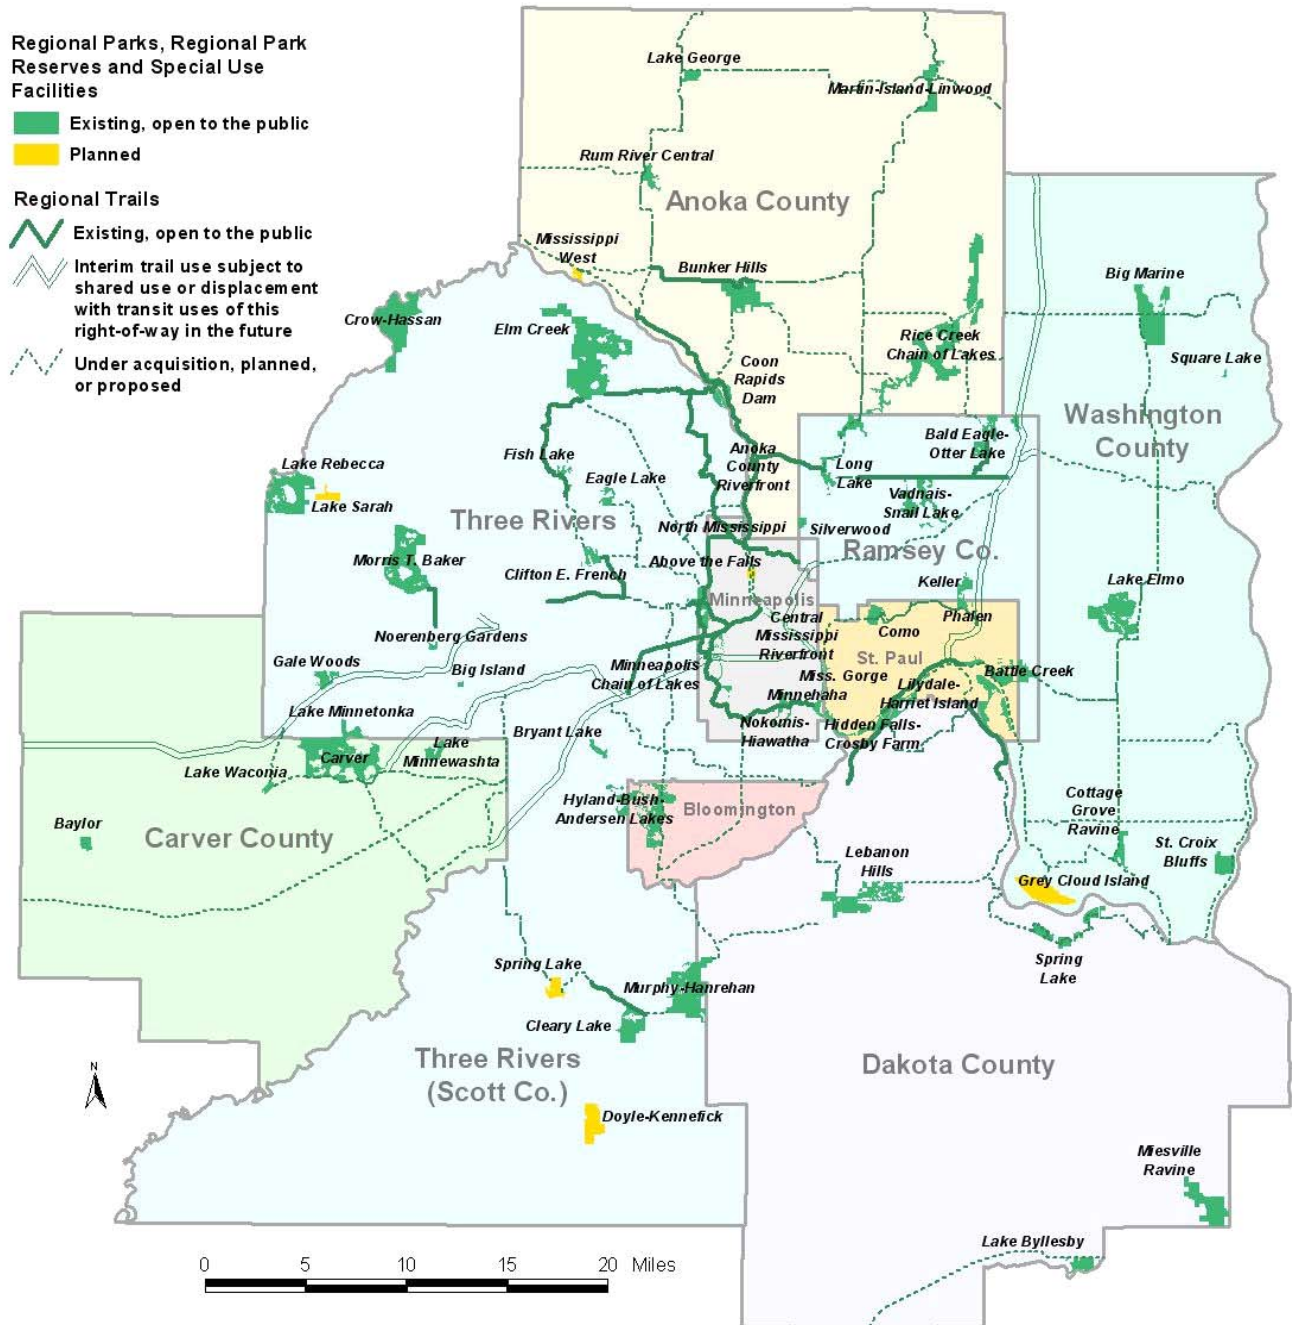 Regional Parks, Regional Park
Reserves and Special Use
Facilities
Existing, open to the public
Planned
Regional Trails
Existing, open to the public
Interim trail use subject to
shared use or displacement
with transit uses of this
right-of-way in the future
Under acquisition, planned,
or proposed
Lake George
Martin-Island-Linwood
Rum River Central
Anoka County
Mississippi
West
Bunker Hills
Big Marine
Crow-Hassan
Elm Creek
Rice Creek
Chain of Lakes
Square Lake
Coon
Rapids
Dam
Washington
County
Bald Eagle-
Otter Lake
Anoka
County
Riverfront
Fish Lake
Lake Rebecca
Long
Lake
Eagle Lake
Lake Sarah
Vadnais-
Snail Lake
Three Rivers
North Mississippi
Silverwood
Ramsey Co.
Morris T. Baker
Above the Falls
Clifton E. French
Keller
Lake Elmo
Minneapolis
Central
Mississippi
Riverfront
Phalen
Como
Noerenberg Gardens
St. Paul
Gale Woods
Big Island
Minneapolis
Chain of Lakes
Miss. Gorge
Battle Creek
Lilydale-
Harriet Island
Minnehaha
Lake Minnetonka
Nokomis-
Hiawatha
Hidden Falls-
Crosby Farm
Bryant Lake
Lake
Minnewashta
Carver
Lake Waconia
Hyland-Bush-
Andersen Lakes
Bloomington
Cottage
Grove
Ravine
Baylor
Carver County
St. Croix
Bluffs
Lebanon
Hills
Grey Cloud Island
Spring Lake
Spring
Lake
Murphy-Hanrehan
Cleary Lake
Three Rivers
(Scott Co.)
Dakota County
N
Doyle-Kennefick
Miesville
Ravine
Lake Byllesby
0 5 10 15 20 Miles